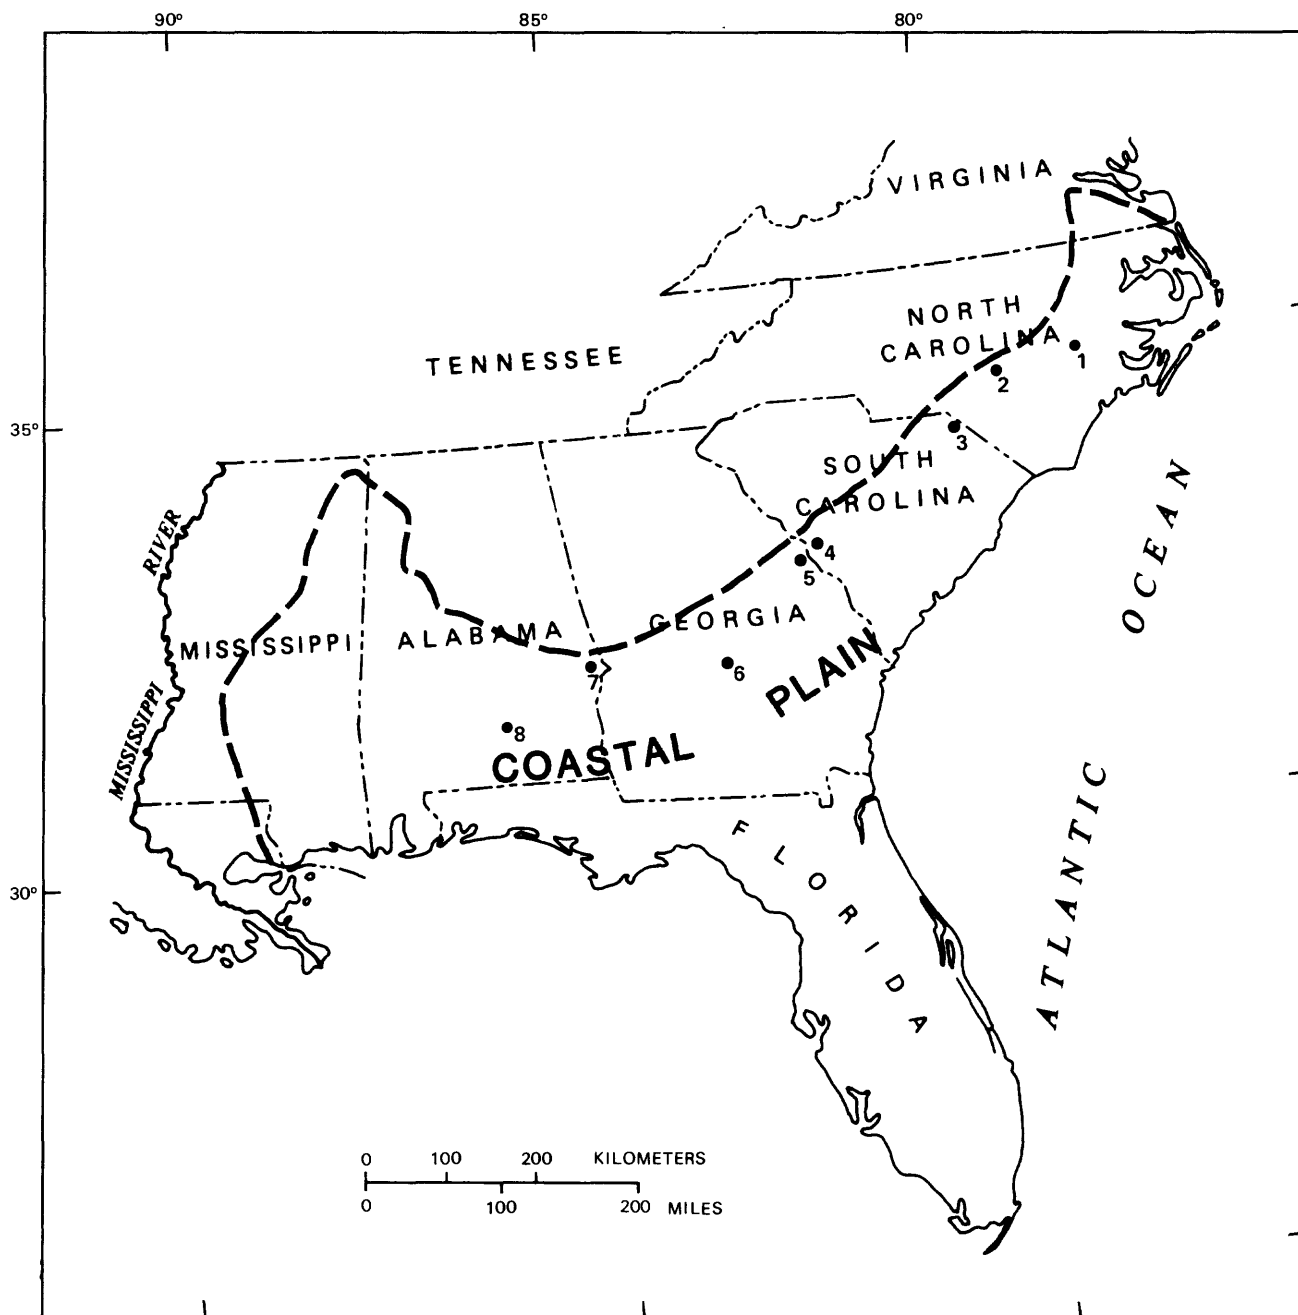 90° 85° 80°
VIRGINIA
NORTH
CAROLINA
1
TENNESSEE
2
35°
3
SOUTH
CAROLINA
RIVER
OCEAN
4
5
GEORGIA
MISSISSIPPI ALABAMA
PLAIN
6
7
MISSISSIPPI
8
COASTAL
FLORIDA
ATLANTIC
30°
0 100 200 KILOMETERS
0 100 200 MILES